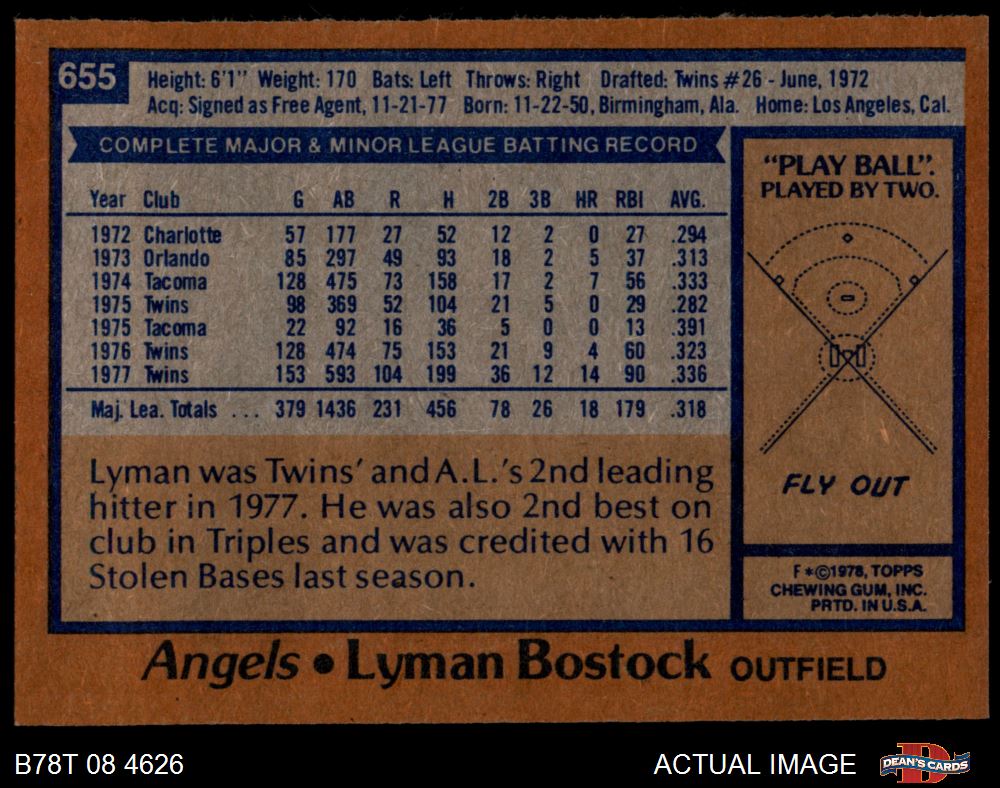 655
Height: 6'1" Weight: 170 Bats: Left Throws: Right Drafted: Twins #26 - June, 1972
Acq: Signed as Free Agent, 11-21-77 Born: 11-22-50, Birmingham, Ala. Home: Los Angeles, Cal.
COMPLETE MAJOR & MINOR LEAGUE BATTING RECORD
Year Club G AB R H 2B 3B HR RBI AVG.
1972 Charlotte 57 177 27 52 12 2 0 27 .294
1973 Orlando 85 297 49 93 18 2 5 37 .313
1974 Tacoma 128 475 73 158 17 2 7 56 .333
1975 Twins 98 369 52 104 21 5 0 29 .282
1975 Tacoma 22 92 16 36 5 0 0 13 .391
1976 Twins 128 474 75 153 21 9 4 60 .323
1977 Twins 153 593 104 199 36 12 14 90 .336
Maj. Lea. Totals ... 379 1436 231 456 78 26 18 179 .318
Lyman was Twins' and A.L.'s 2nd leading
hitter in 1977. He was also 2nd best on
club in Triples and was credited with 16
Stolen Bases last season.
"PLAY BALL".
PLAYED BY TWO.
FLY OUT
F*©1978, TOPPS
CHEWING GUM, INC.
PRTD. IN U.S.A.
Angels • Lyman Bostock OUTFIELD
B78T 08 4626
ACTUAL IMAGE
DEAN'S CARDS